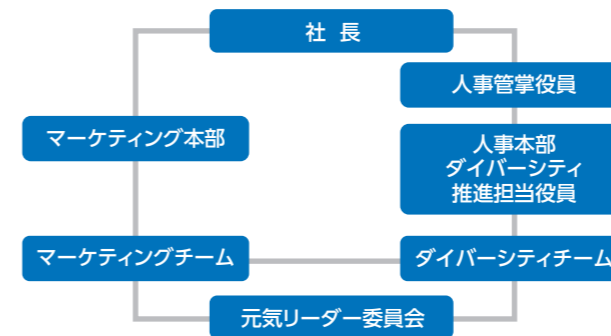 社 長
人事管掌役員
マーケティング本部
人事本部
ダイバーシティ
推進担当役員
マーケティングチーム
ダイバーシティチーム
元気リーダー委員会